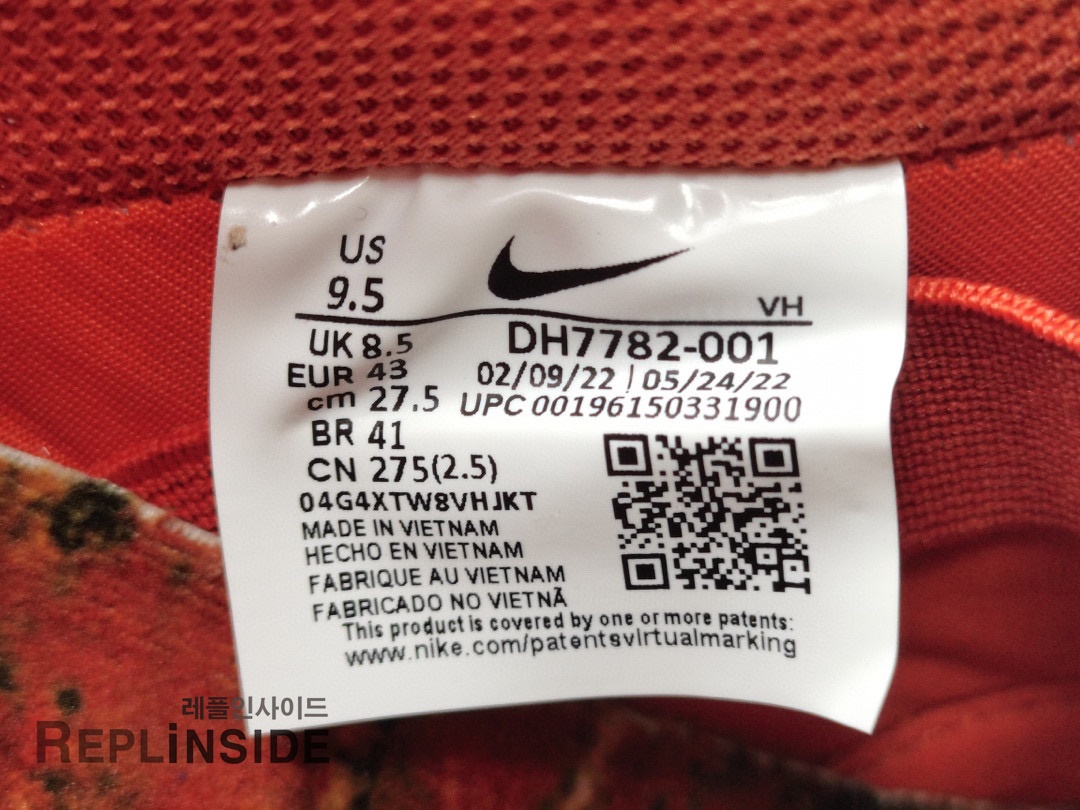 US
9.5
VH
UK 8.5
DH7782-001
EUR 43
02/09/22 | 05/24/22
cm 27.5
UPC 00196150331900
BR 41
CN 275(2.5)
04G4XTW8VHJKT
MADE IN VIETNAM
HECHO EN VIETNAM
FABRIQUE AU VIETNAM
FABRICADO NO VIETNÃ
This product is covered by one or more patents:
www.nike.com/patentsvirtualmarking
레플인사이드
REPLINSIDE